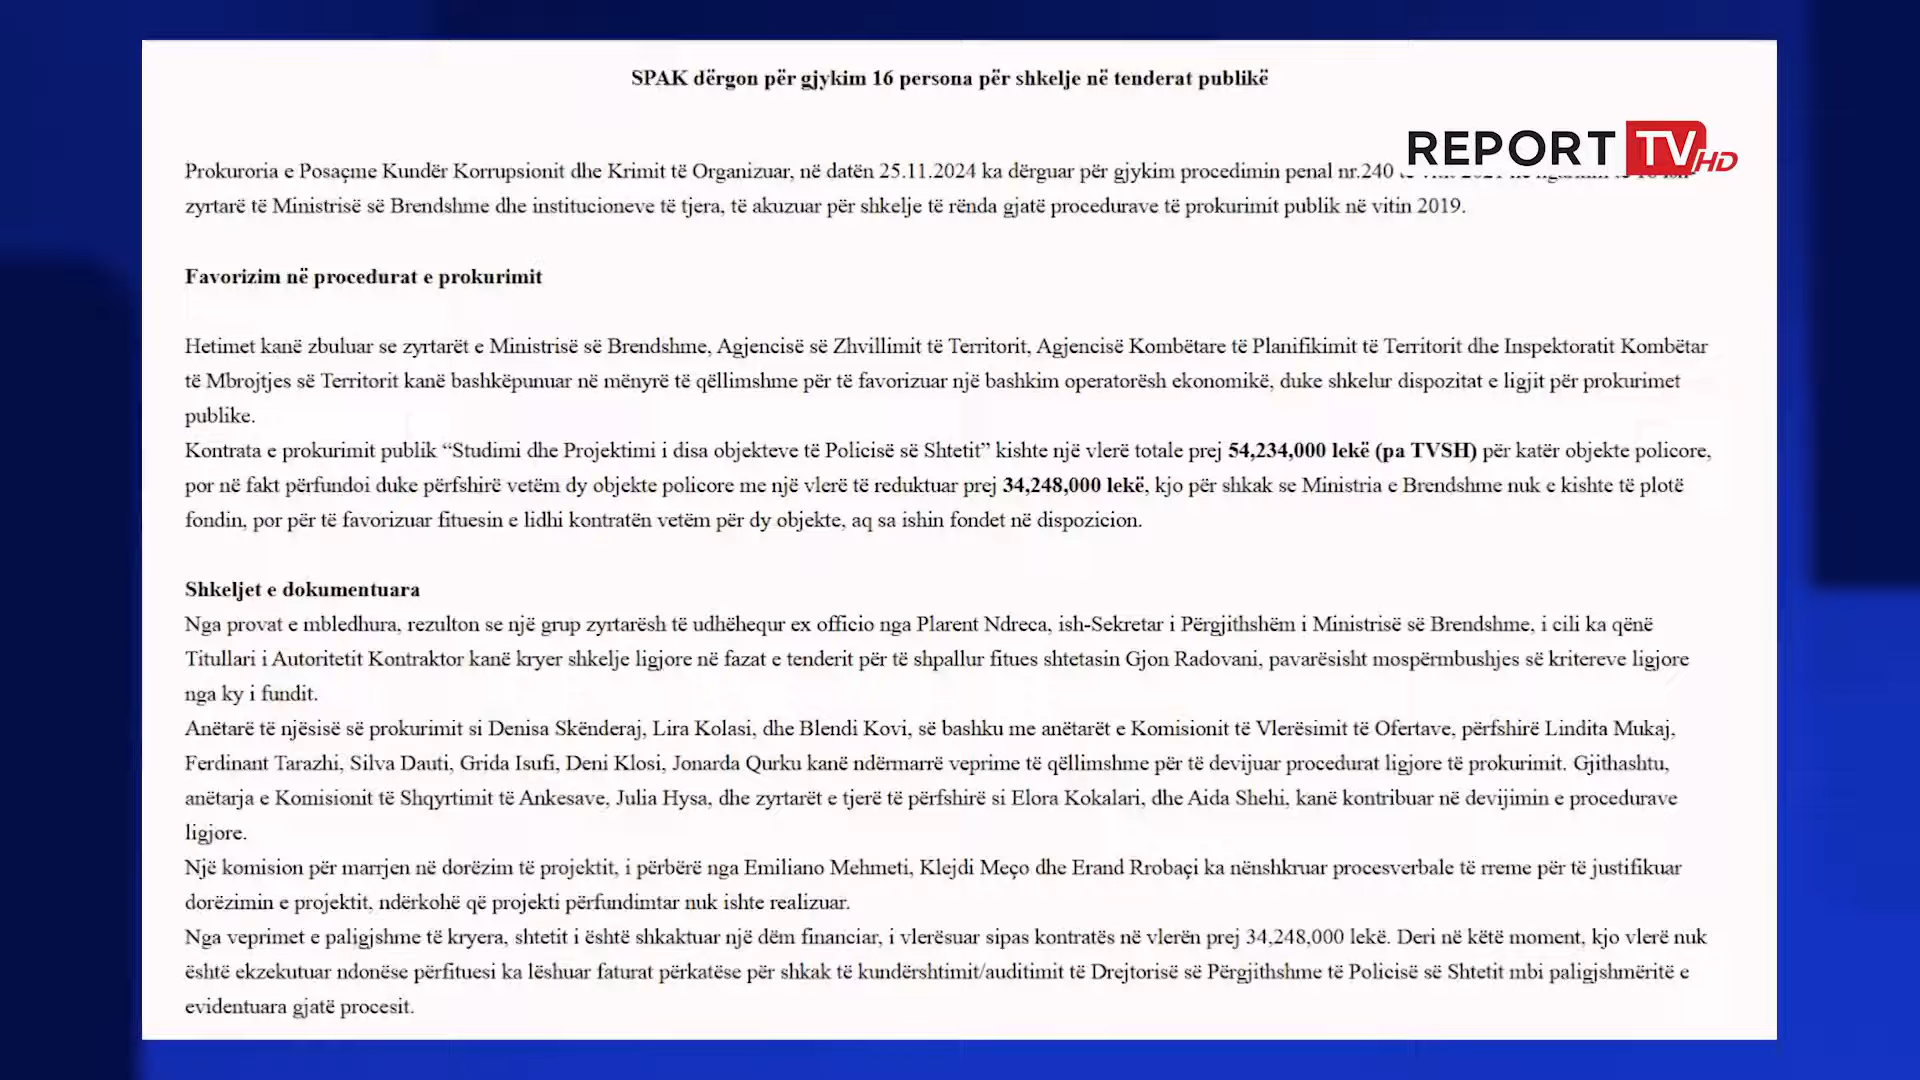 SPAK dërgon për gjykim 16 persona për shkelje në tenderat publikë
REPORT TV HD
Prokuroria e Posaçme Kundër Korrupsionit dhe Krimit të Organizuar, në datën 25.11.2024 ka dërguar për gjykim procedimin penal nr.240
zyrtarë të Ministrisë së Brendshme dhe institucioneve të tjera, të akuzuar për shkelje të rënda gjatë procedurave të prokurimit publik në vitin 2019.
Favorizim në procedurat e prokurimit
Hetimet kanë zbuluar se zyrtarët e Ministrisë së Brendshme, Agjencisë së Zhvillimit të Territorit, Agjencisë Kombëtare të Planifikimit të Territorit dhe Inspektoratit Kombëtar
të Mbrojtjes së Territorit kanë bashkëpunuar në mënyrë të qëllimshme për të favorizuar një bashkim operatorësh ekonomikë, duke shkelur dispozitat e ligjit për prokurimet
publike.
Kontrata e prokurimit publik “Studimi dhe Projektimi i disa objekteve të Policisë së Shtetit” kishte një vlerë totale prej 54,234,000 lekë (pa TVSH) për katër objekte policore,
por në fakt përfundoi duke përfshirë vetëm dy objekte policore me një vlerë të reduktuar prej 34,248,000 lekë, kjo për shkak se Ministria e Brendshme nuk e kishte të plotë
fondin, por për të favorizuar fituesin e lidhi kontratën vetëm për dy objekte, aq sa ishin fondet në dispozicion.
Shkeljet e dokumentuara
Nga provat e mbledhura, rezulton se një grup zyrtarësh të udhëhequr ex officio nga Plarent Ndreca, ish-Sekretar i Përgjithshëm i Ministrisë së Brendshme, i cili ka qënë
Titullari i Autoritetit Kontraktor kanë kryer shkelje ligjore në fazat e tenderit për të shpallur fitues shtetasin Gjon Radovani, pavarësisht mospërmbushjes së kritereve ligjore
nga ky i fundit.
Anëtarë të njësisë së prokurimit si Denisa Skënderaj, Lira Kolasi, dhe Blendi Kovi, së bashku me anëtarët e Komisionit të Vlerësimit të Ofertave, përfshirë Lindita Mukaj,
Ferdinant Tarazhi, Silva Dauti, Grida Isufi, Deni Klosi, Jonarda Qurku kanë ndërmarrë veprime të qëllimshme për të devijuar procedurat ligjore të prokurimit. Gjithashtu,
anëtarja e Komisionit të Shqyrtimit të Ankesave, Julia Hysa, dhe zyrtarët e tjerë të përfshirë si Elora Kokalari, dhe Aida Shehi, kanë kontribuar në devijimin e procedurave
ligjore.
Një komision për marrjen në dorëzim të projektit, i përbërë nga Emiliano Mehmeti, Klejdi Meço dhe Erand Rrobaçi ka nënshkruar procesverbale të rreme për të justifikuar
dorëzimin e projektit, ndërkohë që projekti përfundimtar nuk ishte realizuar.
Nga veprimet e paligjshme të kryera, shtetit i është shkaktuar një dëm financiar, i vlerësuar sipas kontratës në vlerën prej 34,248,000 lekë. Deri në këtë moment, kjo vlerë nuk
është ekzekutuar ndonëse përfituesi ka lëshuar faturat përkatëse për shkak të kundërshtimit/auditimit të Drejtorisë së Përgjithshme të Policisë së Shtetit mbi paligjshmëritë e
evidentuara gjatë procesit.